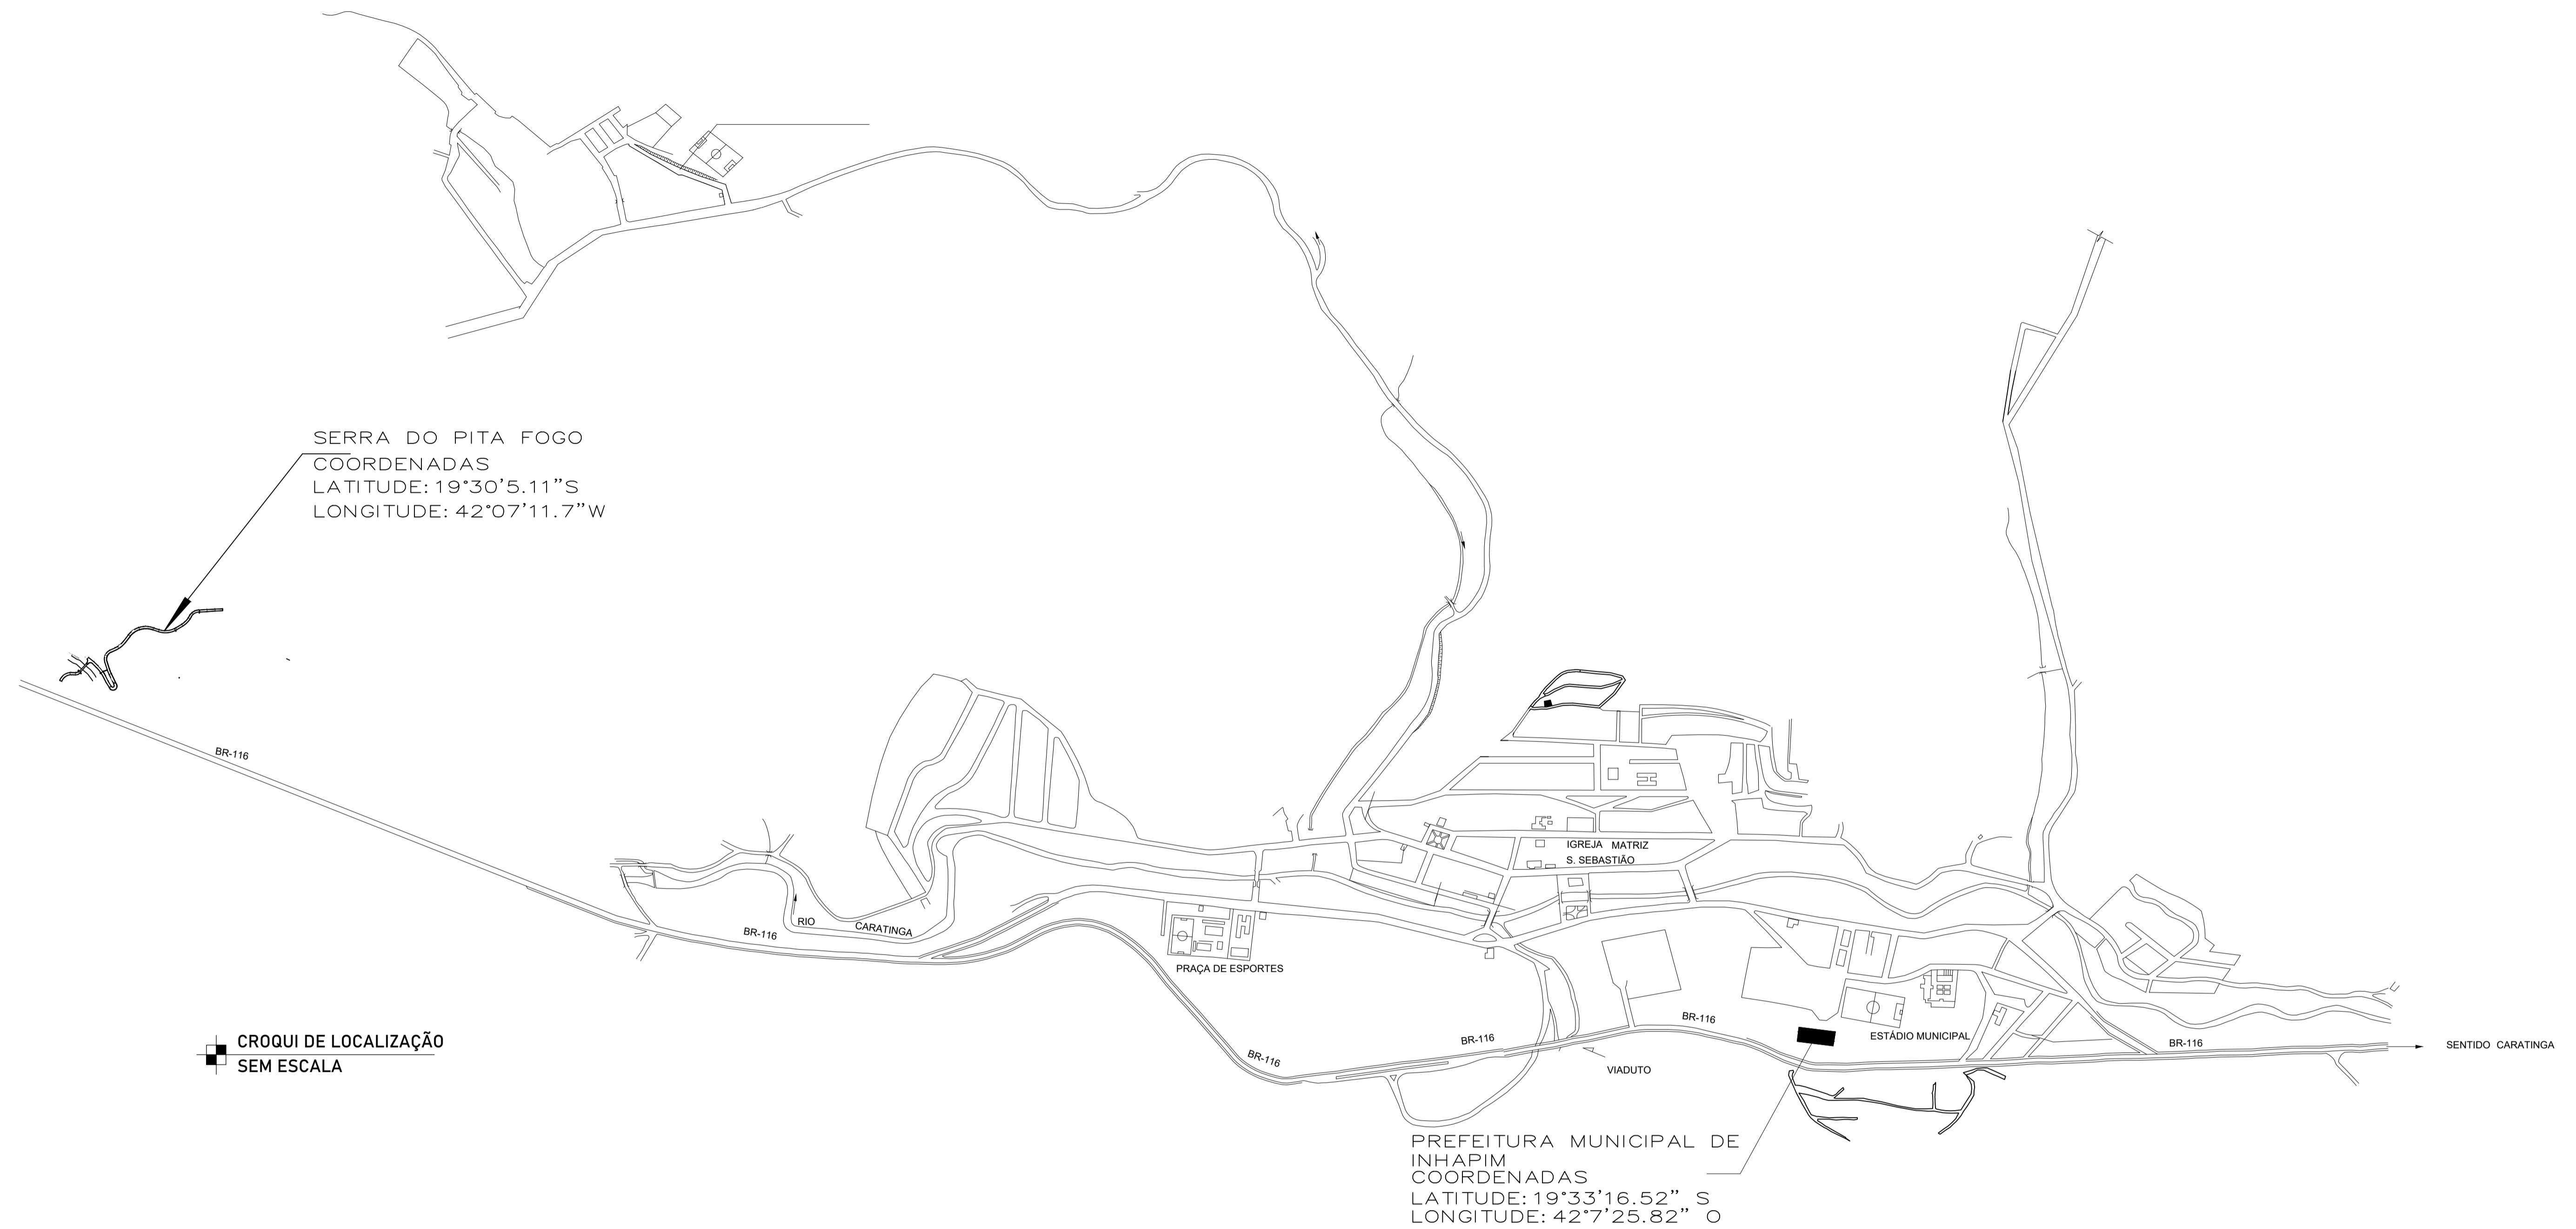 SERRA DO PITA FOGO
COORDENADAS
LATITUDE: 19°30'5.11"S
LONGITUDE: 42°07'11.7"W
BR-116
BR-116
RIO CARATINGA
PRAÇA DE ESPORTES
IGREJA MATRIZ
S. SEBASTIÃO
BR-116
BR-116
BR-116
VIADUTO
ESTÁDIO MUNICIPAL
BR-116
SENTIDO CARATINGA
CROQUI DE LOCALIZAÇÃO
SEM ESCALA
PREFEITURA MUNICIPAL DE
INHAPIM
COORDENADAS
LATITUDE: 19°33'16.52" S
LONGITUDE: 42°7'25.82" O